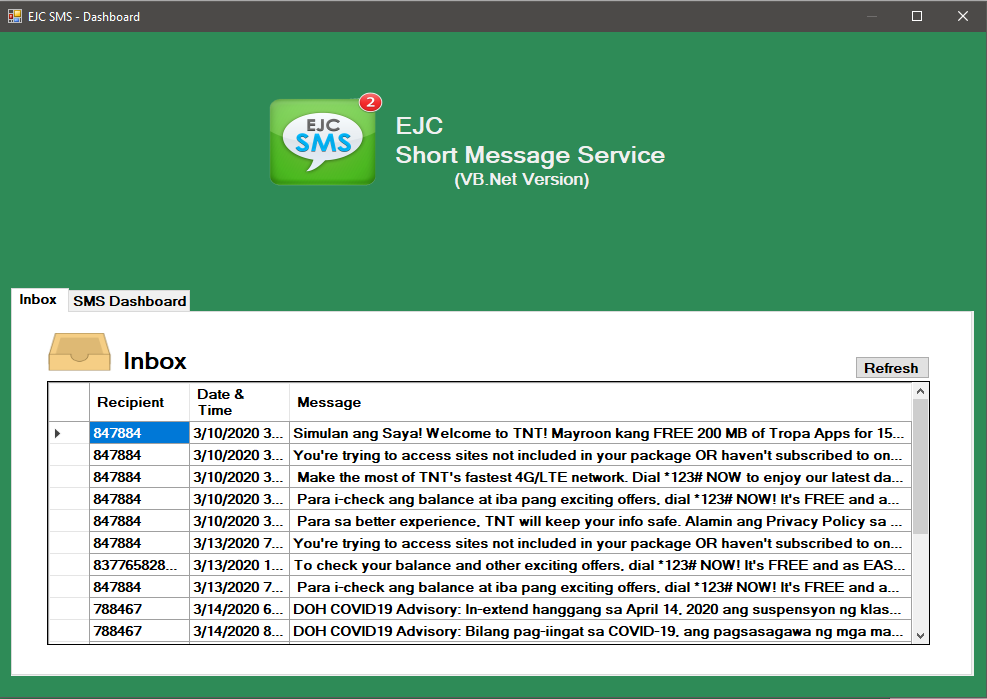 EJC SMS - Dashboard
2
EJC
SMS
EJC
Short Message Service
(VB.Net Version)
Inbox
SMS Dashboard
Inbox
Refresh
Recipient
Date &
Time
Message
847884 3/10/2020 3... Simulan ang Saya! Welcome to TNT! Mayroon kang FREE 200 MB of Tropa Apps for 15...
847884 3/10/2020 3... You're trying to access sites not included in your package OR haven't subscribed to on...
847884 3/10/2020 3... Make the most of TNT's fastest 4G/LTE network. Dial *123# NOW to enjoy our latest da...
847884 3/10/2020 3... Para i-check ang balance at iba pang exciting offers, dial *123# NOW! It's FREE and a...
847884 3/10/2020 3... Para sa better experience, TNT will keep your info safe. Alamin ang Privacy Policy sa ...
847884 3/13/2020 7... You're trying to access sites not included in your package OR haven't subscribed to on...
837765828... 3/13/2020 1... To check your balance and other exciting offers, dial *123# NOW! It's FREE and as EAS...
847884 3/13/2020 7... Para i-check ang balance at iba pang exciting offers, dial *123# NOW! It's FREE and a...
788467 3/14/2020 6... DOH COVID19 Advisory: In-extend hanggang sa April 14, 2020 ang suspensyon ng klas...
788467 3/14/2020 8... DOH COVID19 Advisory: Bilang pag-iingat sa COVID-19, ang pagsasagawa ng mga ma...